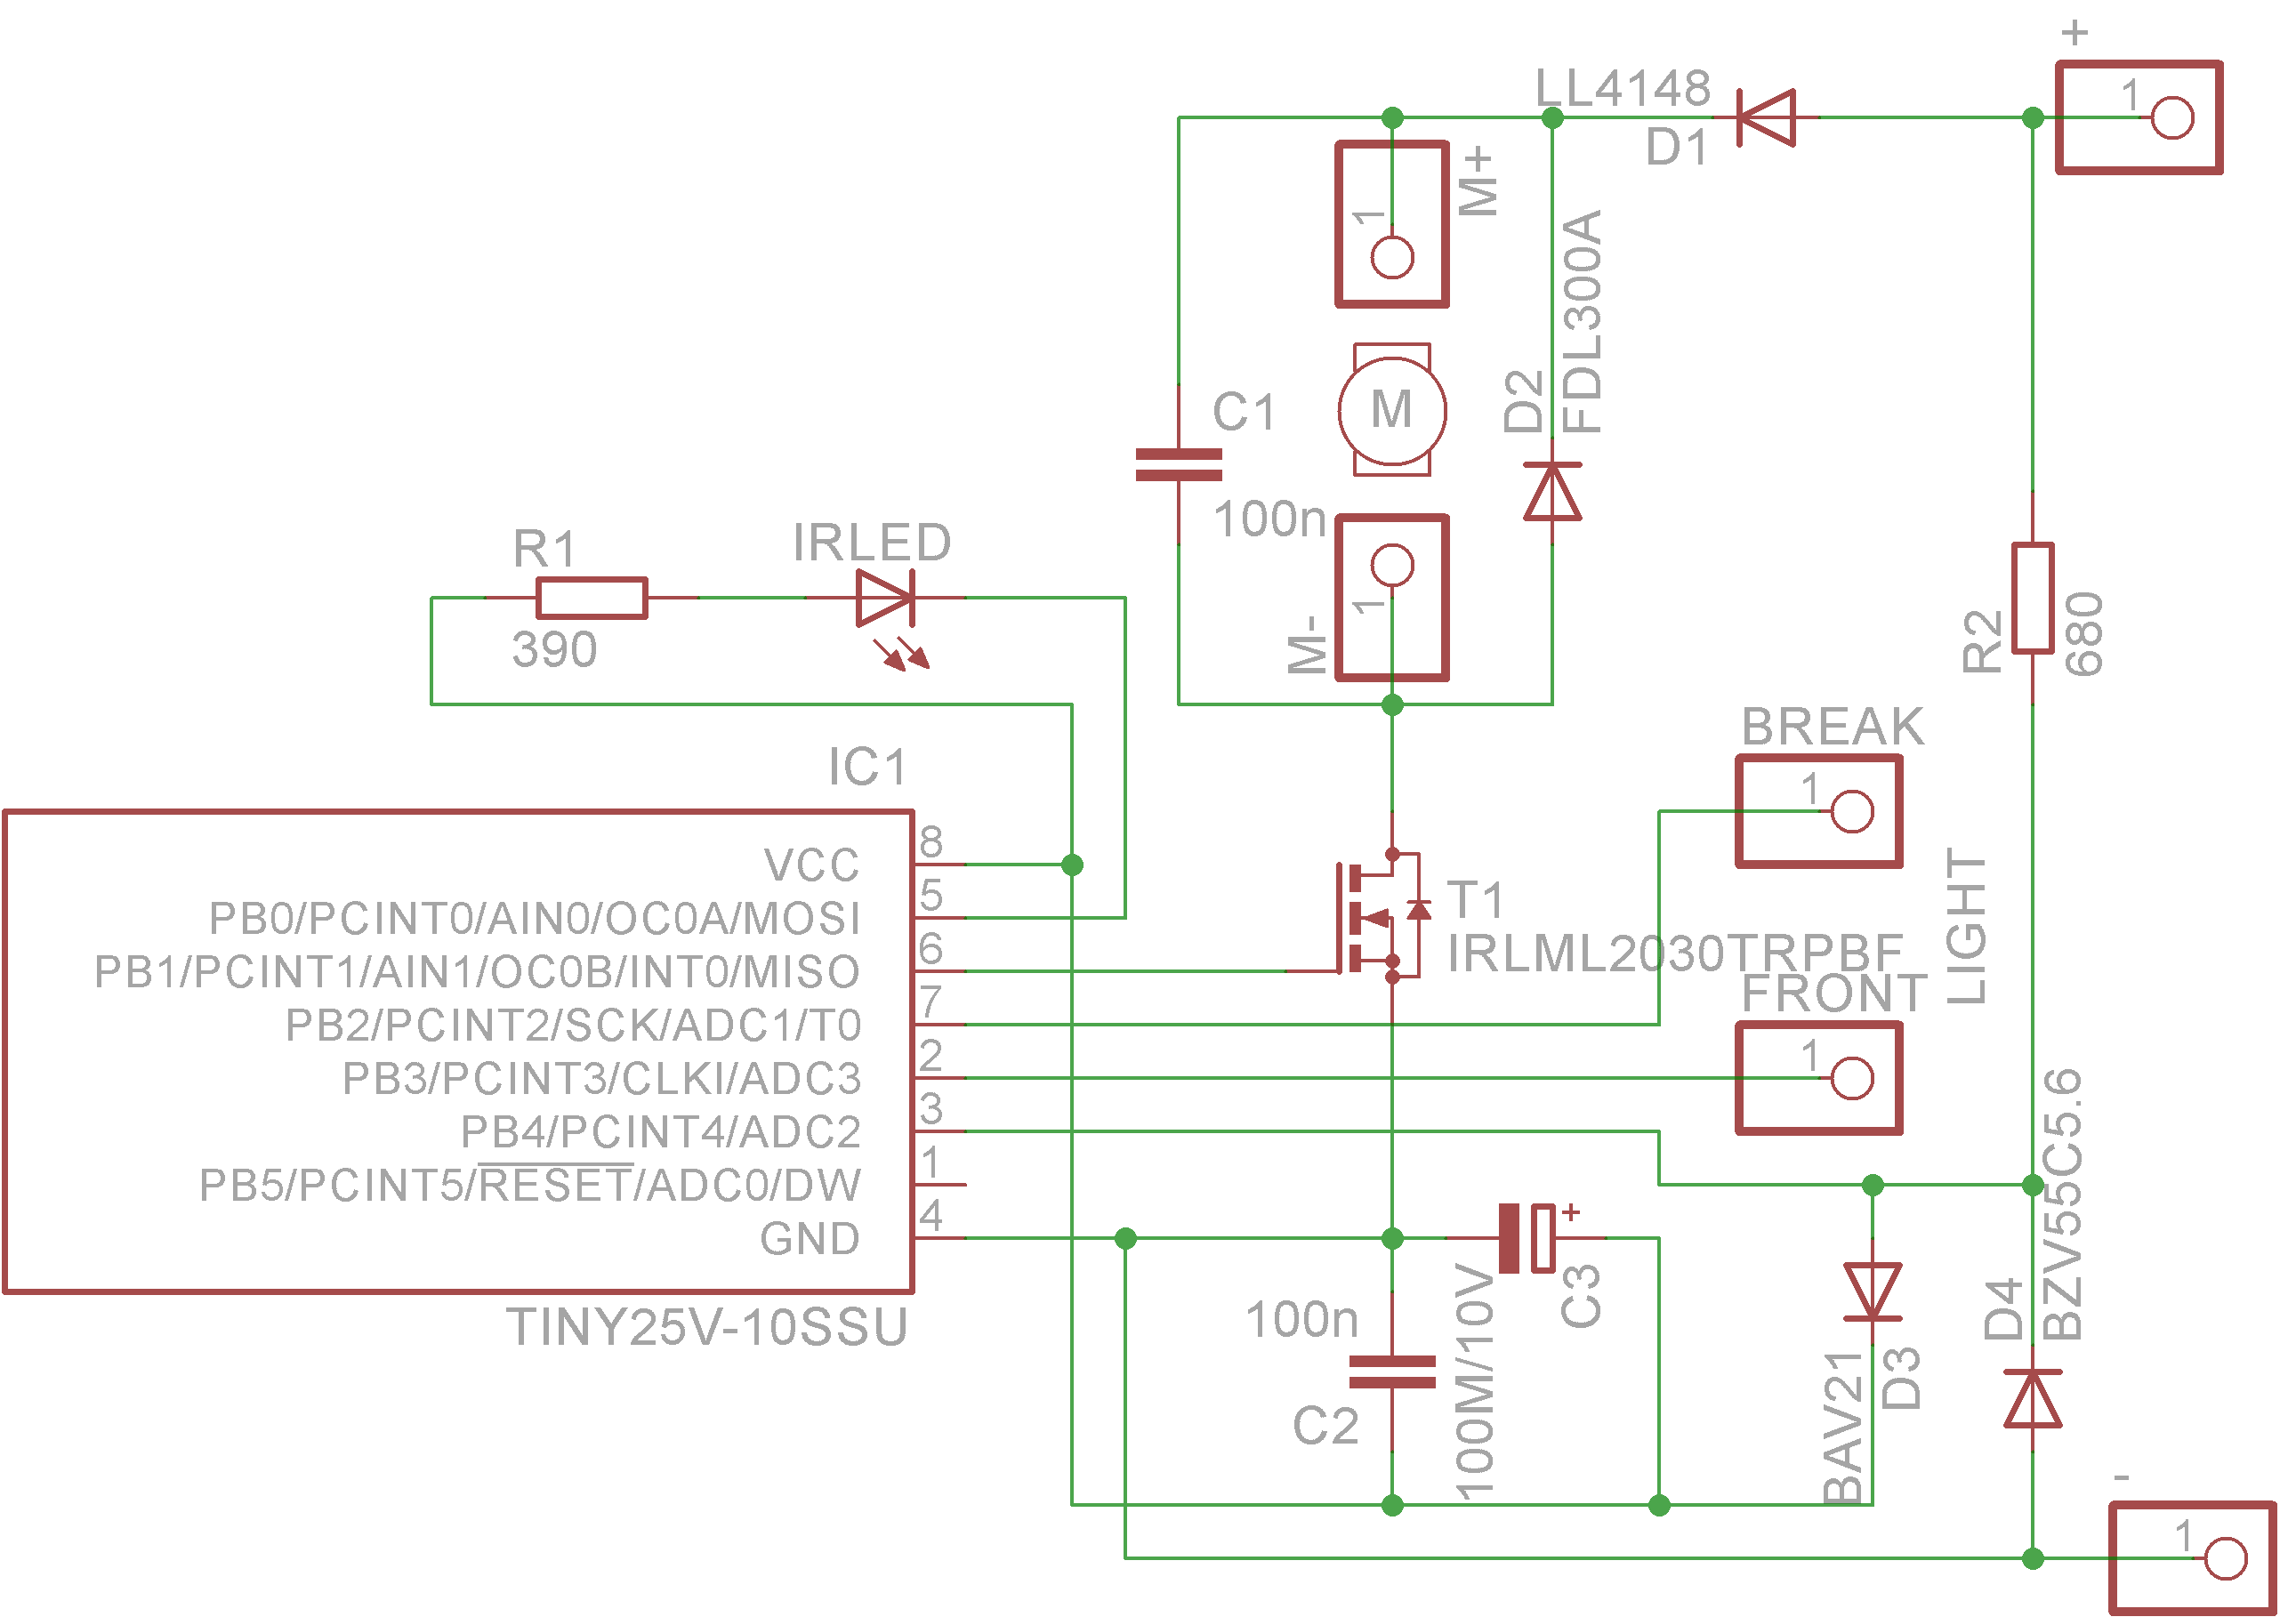 +
1
LL4148
D1
M+
1
FDL300A
D2
C1
100n
M
R1
390
IRLED
M-
1
R2
680
BREAK
1
IC1
VCC
8
PB0/PCINT0/AIN0/OC0A/MOSI
5
PB1/PCINT1/AIN1/OC0B/INT0/MISO
6
PB2/PCINT2/SCK/ADC1/T0
7
PB3/PCINT3/CLKI/ADC3
2
PB4/PCINT4/ADC2
3
PB5/PCINT5/RESET/ADC0/DW
1
GND
4
TINY25V-10SSU
T1
IRLML2030TRPBF
FRONT
1
LIGHT
100n
C2
+
C3
100M/10V
BAV21
D3
D4
BZV55C5.6
-
1